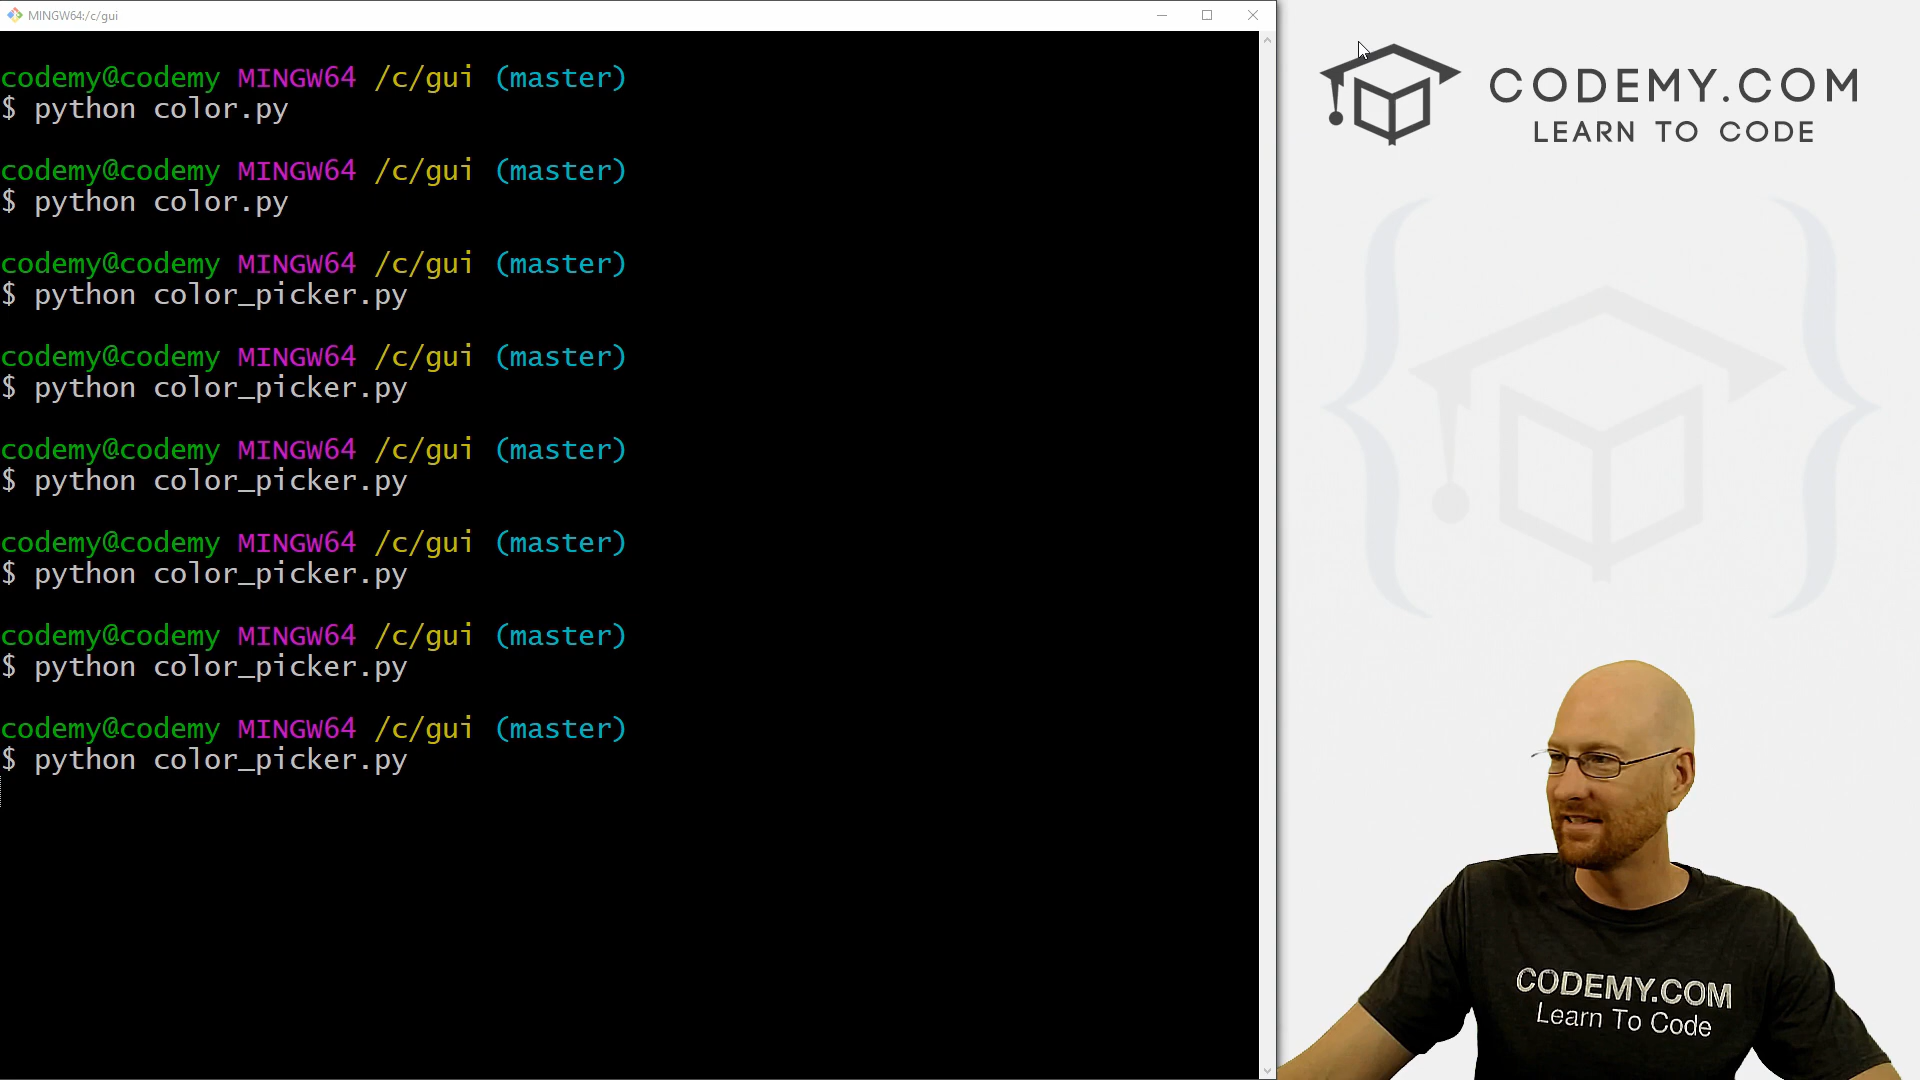 MINGW64:/c/gui
codemy@codemy MINGW64 /c/gui (master)
$ python color.py
codemy@codemy MINGW64 /c/gui (master)
$ python color.py
codemy@codemy MINGW64 /c/gui (master)
$ python color_picker.py
codemy@codemy MINGW64 /c/gui (master)
$ python color_picker.py
codemy@codemy MINGW64 /c/gui (master)
$ python color_picker.py
codemy@codemy MINGW64 /c/gui (master)
$ python color_picker.py
codemy@codemy MINGW64 /c/gui (master)
$ python color_picker.py
codemy@codemy MINGW64 /c/gui (master)
$ python color_picker.py
CODEMY.COM
LEARN TO CODE
CODEMY.COM
Learn To Code